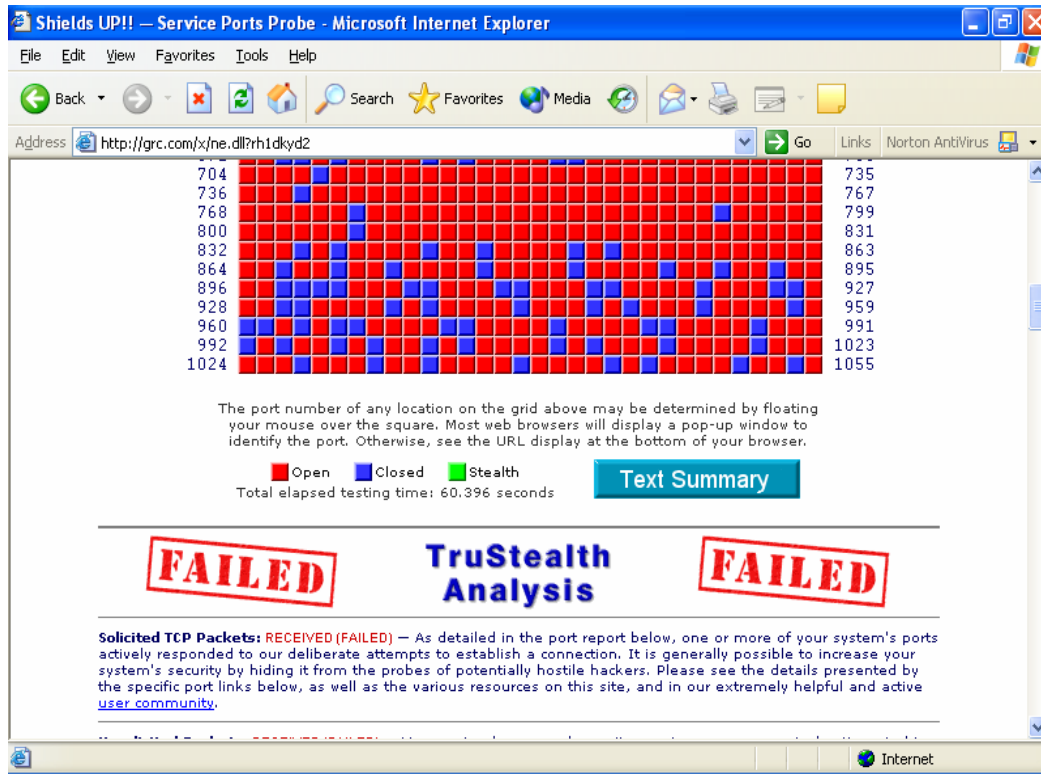 Shields UP!! — Service Ports Probe - Microsoft Internet Explorer
File Edit View Favorites Tools Help
Back Search Favorites Media
Address http://grc.com/x/ne.dll?rh1dkyd2 Go Links Norton AntiVirus
704 735
736 767
768 799
800 831
832 863
864 895
896 927
928 959
960 991
992 1023
1024 1055
The port number of any location on the grid above may be determined by floating
your mouse over the square. Most web browsers will display a pop-up window to
identify the port. Otherwise, see the URL display at the bottom of your browser.
Open Closed Stealth
Total elapsed testing time: 60.396 seconds
Text Summary
FAILED TruStealth Analysis FAILED
Solicited TCP Packets: RECEIVED (FAILED) — As detailed in the port report below, one or more of your system's ports
actively responded to our deliberate attempts to establish a connection. It is generally possible to increase your
system's security by hiding it from the probes of potentially hostile hackers. Please see the details presented by
the specific port links below, as well as the various resources on this site, and in our extremely helpful and active
user community.
Internet